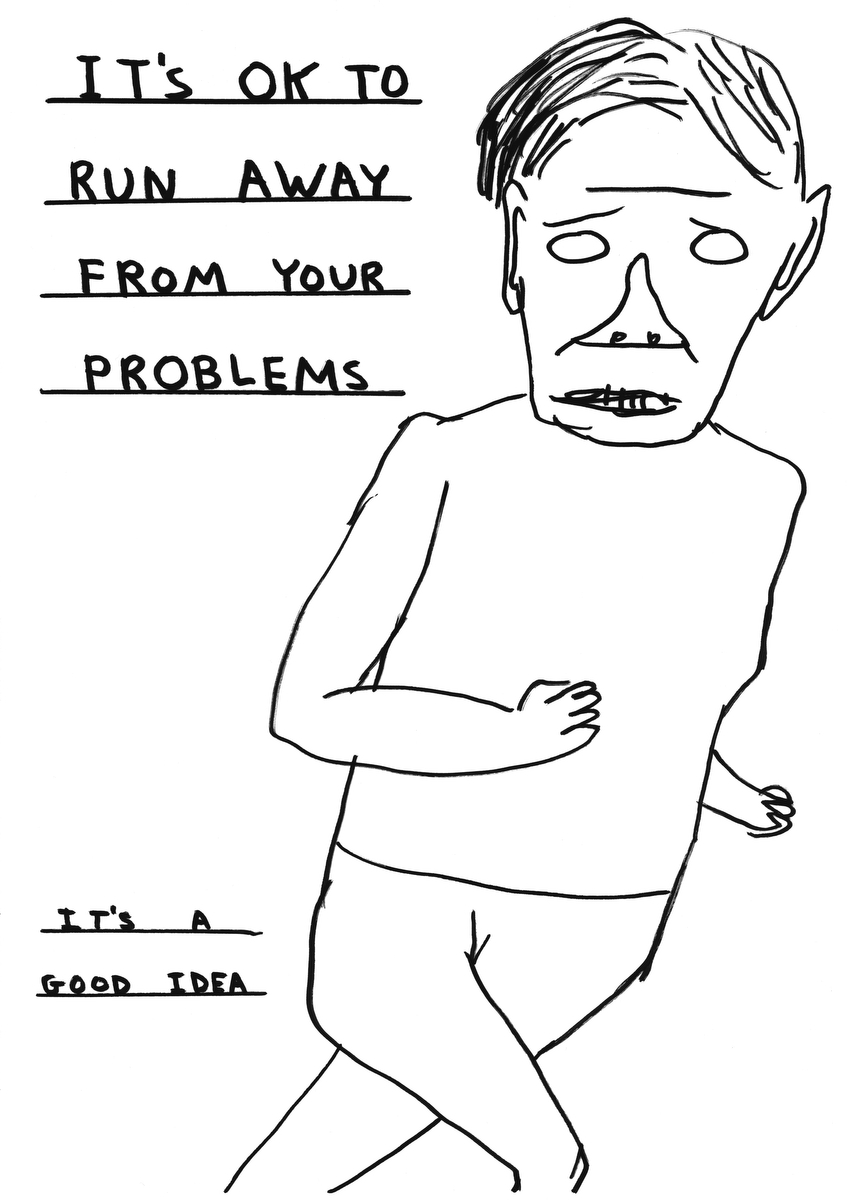 IT'S OK TO
RUN AWAY
FROM YOUR
PROBLEMS
IT'S A
GOOD IDEA